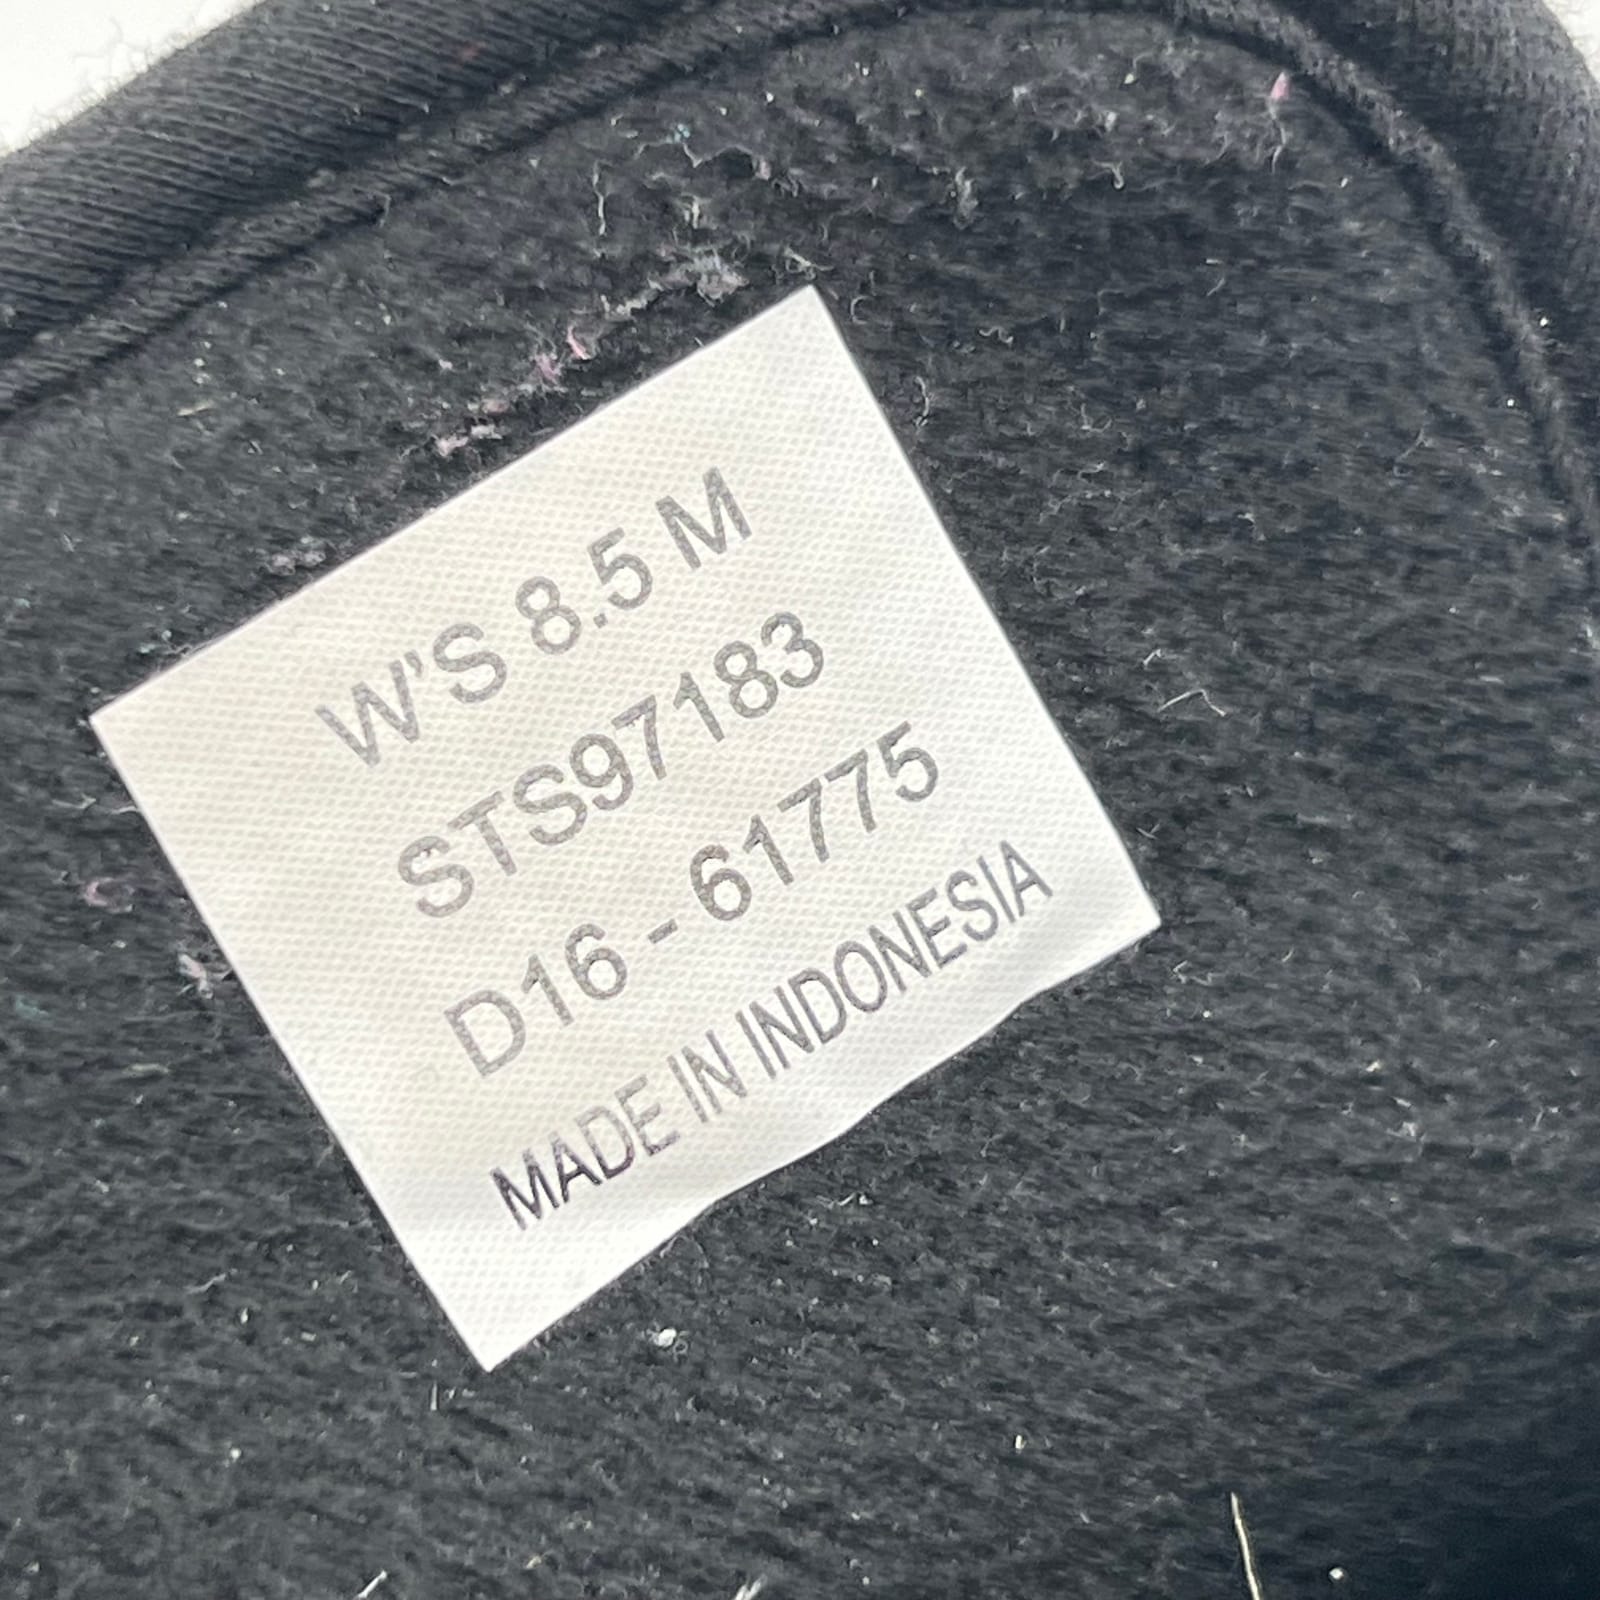 W'S 8.5 M
STS97183
D16 - 61775
MADE IN INDONESIA